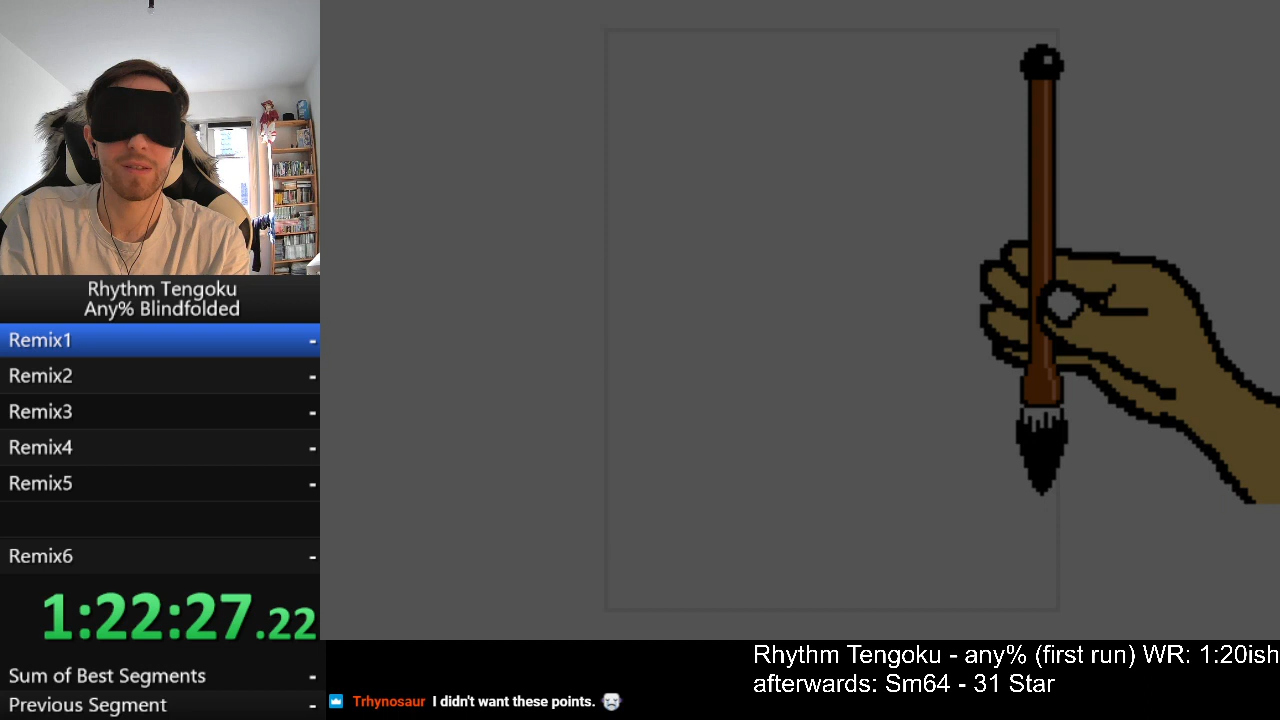 Rhythm Tengoku
Any% Blindfolded
Remix1 -
Remix2 -
Remix3 -
Remix4 -
Remix5 -
Remix6 -
1:22:27.22
Sum of Best Segments -
Previous Segment -
Rhythm Tengoku - any% (first run) WR: 1:20ish
afterwards: Sm64 - 31 Star
Trhynosaur I didn't want these points.